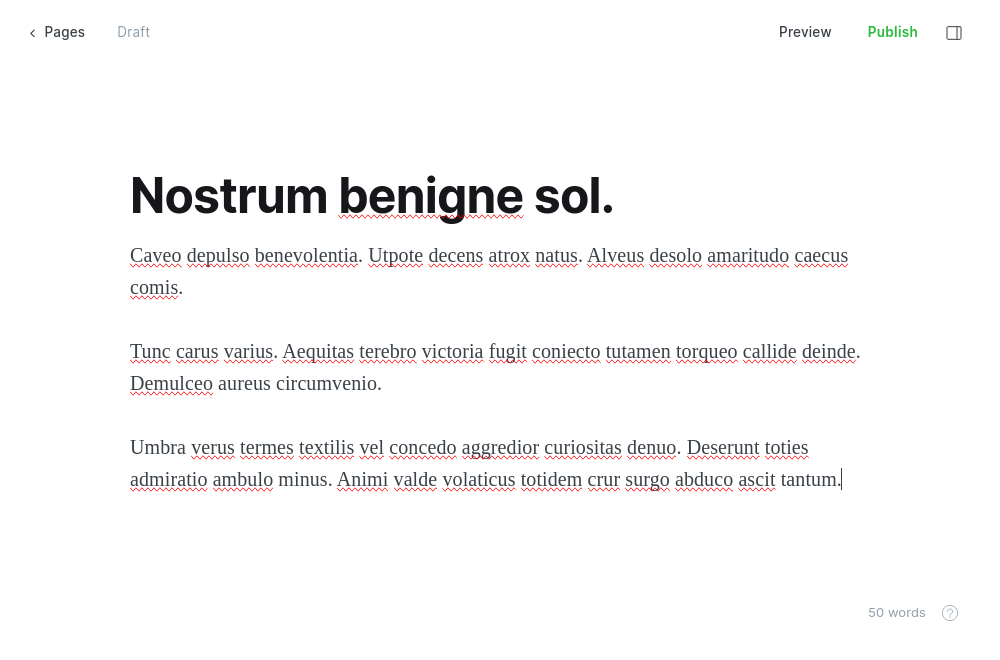 Pages
Draft
Preview
Publish
Nostrum benigne sol.
Caveo depulso benevolentia. Utpote decens atrox natus. Alveus desolo amaritudo caecus
comis.
Tunc carus varius. Aequitas terebro victoria fugit coniecto tutamen torqueo callide deinde.
Demulceo aureus circumvenio.
Umbra verus termes textilis vel concedo aggredior curiositas denuo. Deserunt toties
admiratio ambulo minus. Animi valde volaticus totidem crur surgo abduco ascit tantum.
50 words
?